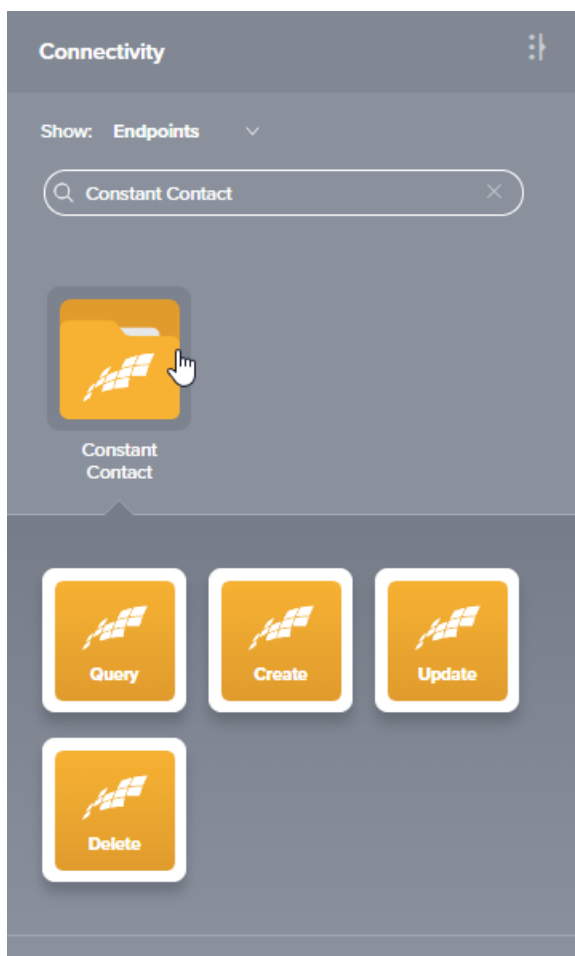 Connectivity
Show: Endpoints
Constant Contact
Constant
Contact
Query
Create
Update
Delete